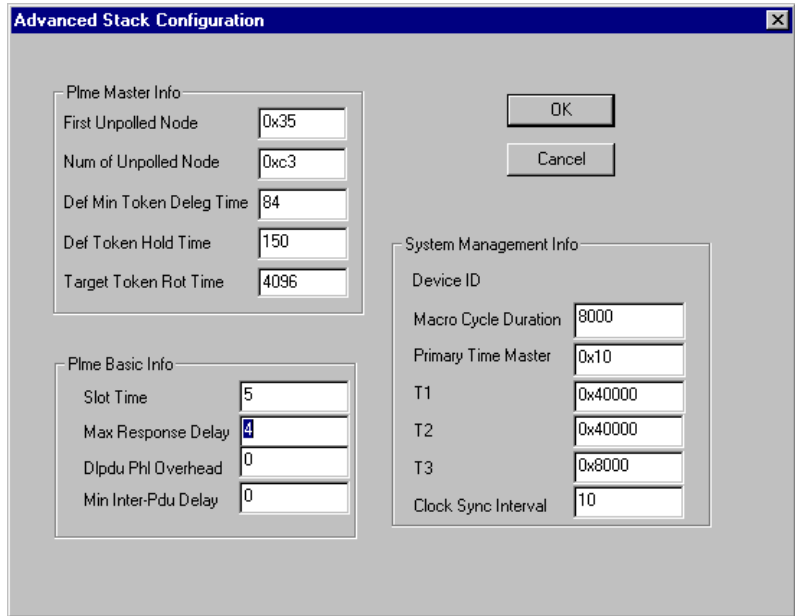 Advanced Stack Configuration
Plme Master Info
First Unpolled Node 0x35
Num of Unpolled Node 0xc3
Def Min Token Deleg Time 84
Def Token Hold Time 150
Target Token Rot Time 4096
OK
Cancel
Plme Basic Info
Slot Time 5
Max Response Delay 4
Dlpdu Phl Overhead 0
Min Inter-Pdu Delay 0
System Management Info
Device ID
Macro Cycle Duration 8000
Primary Time Master 0x10
T1 0x40000
T2 0x40000
T3 0x8000
Clock Sync Interval 10